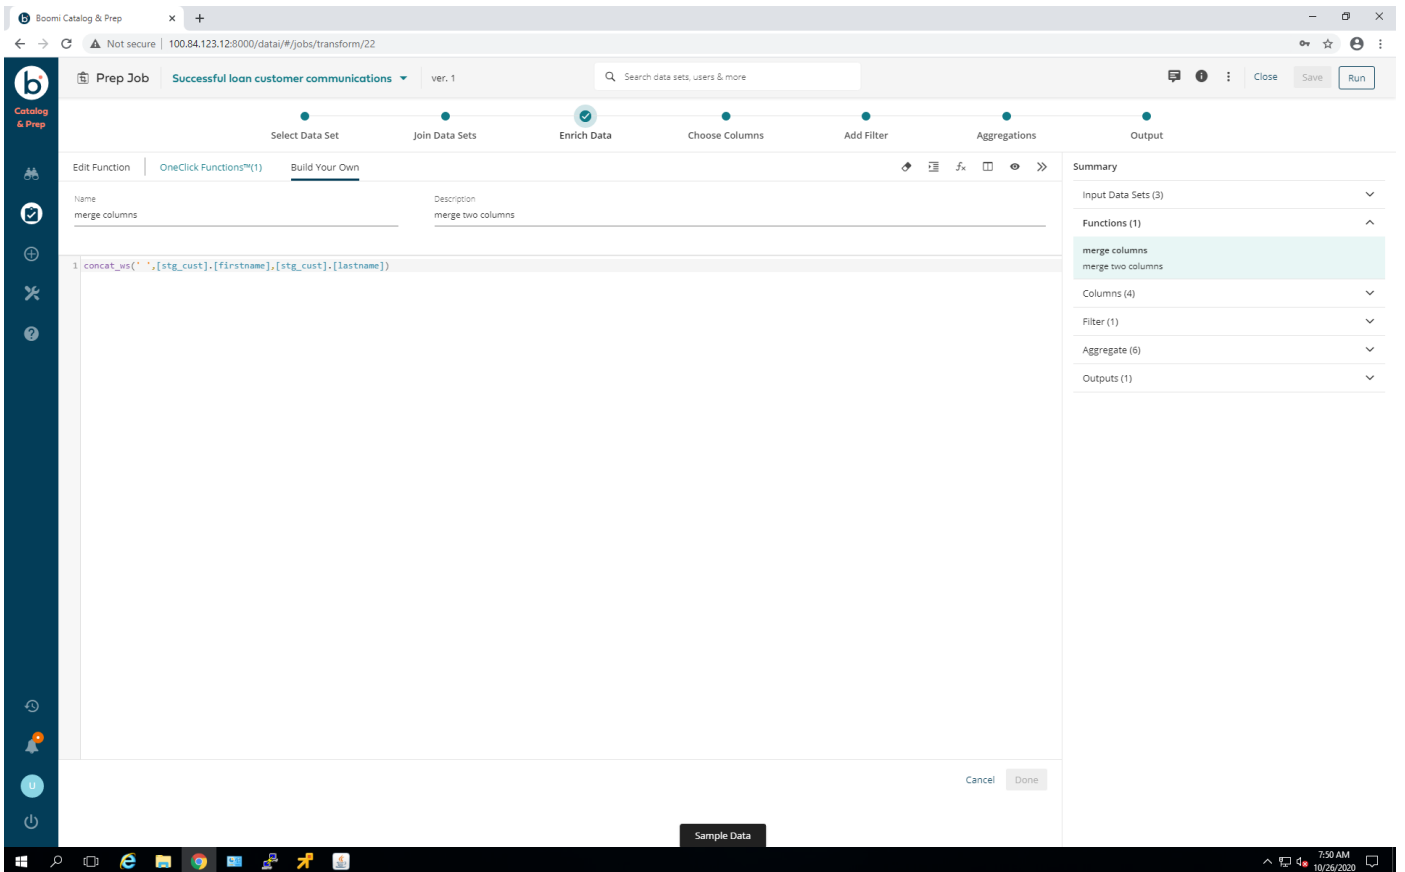 Boomi Catalog & Prep
Not secure | 100.84.123.12:8000/datai/#/jobs/transform/22
b
Catalog & Prep
Prep Job
Successful loan customer communications
ver. 1
Search data sets, users & more
Close
Save
Run
Select Data Set
Join Data Sets
Enrich Data
Choose Columns
Add Filter
Aggregations
Output
Edit Function
OneClick Functions™(1)
Build Your Own
fx
Name
merge columns
Description
merge two columns
1 concat_ws(' ',[stg_cust].[firstname],[stg_cust].[lastname])
Summary
Input Data Sets (3)
Functions (1)
merge columns
merge two columns
Columns (4)
Filter (1)
Aggregate (6)
Outputs (1)
Cancel
Done
U
Sample Data
7:50 AM
10/26/2020